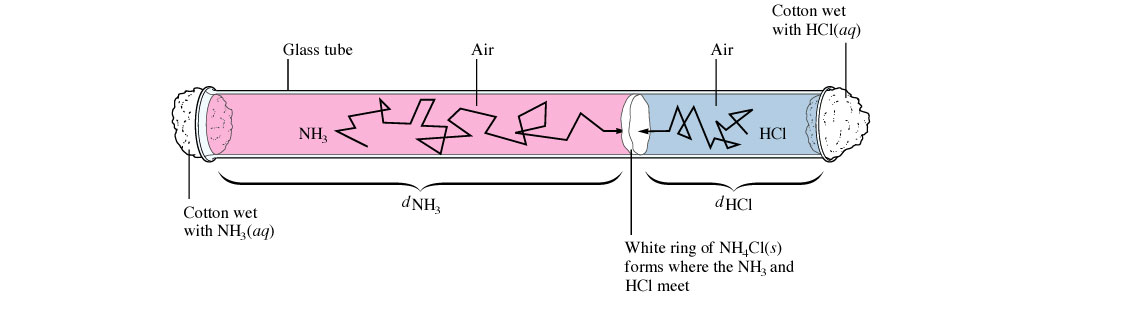 Cotton wet
with HCl(aq)
Glass tube
Air
Air
NH₃
HCl
dNH₃
dHCl
Cotton wet
with NH₃(aq)
White ring of NH₄Cl(s)
forms where the NH₃ and
HCl meet